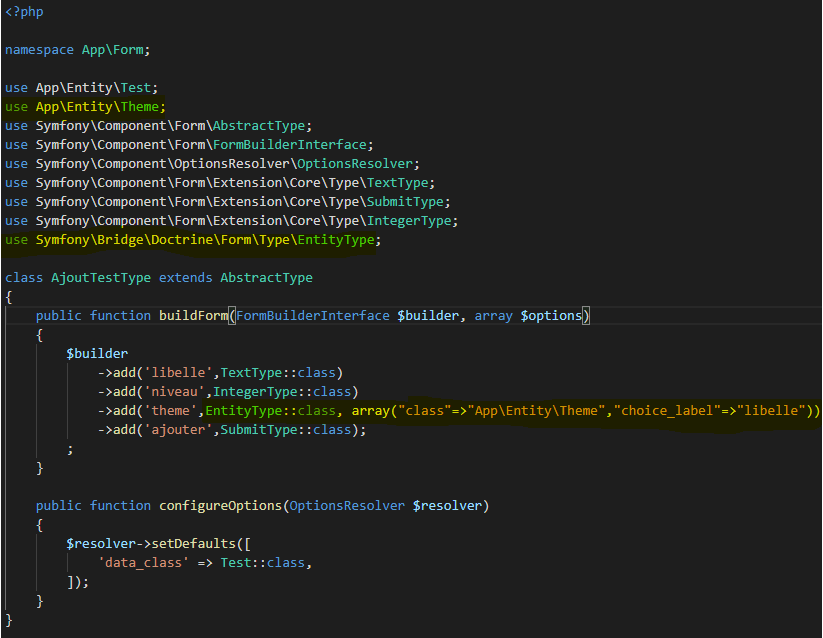 <?php
namespace App\Form;
use App\Entity\Test;
use App\Entity\Theme;
use Symfony\Component\Form\AbstractType;
use Symfony\Component\Form\FormBuilderInterface;
use Symfony\Component\OptionsResolver\OptionsResolver;
use Symfony\Component\Form\Extension\Core\Type\TextType;
use Symfony\Component\Form\Extension\Core\Type\SubmitType;
use Symfony\Component\Form\Extension\Core\Type\IntegerType;
use Symfony\Bridge\Doctrine\Form\Type\EntityType;
class AjoutTestType extends AbstractType
{
    public function buildForm(FormBuilderInterface $builder, array $options)
    {
        $builder
            ->add('libelle',TextType::class)
            ->add('niveau',IntegerType::class)
            ->add('theme',EntityType::class, array("class"=>"App\Entity\Theme","choice_label"=>"libelle"))
            ->add('ajouter',SubmitType::class);
        ;
    }
    public function configureOptions(OptionsResolver $resolver)
    {
        $resolver->setDefaults([
            'data_class' => Test::class,
        ]);
    }
}